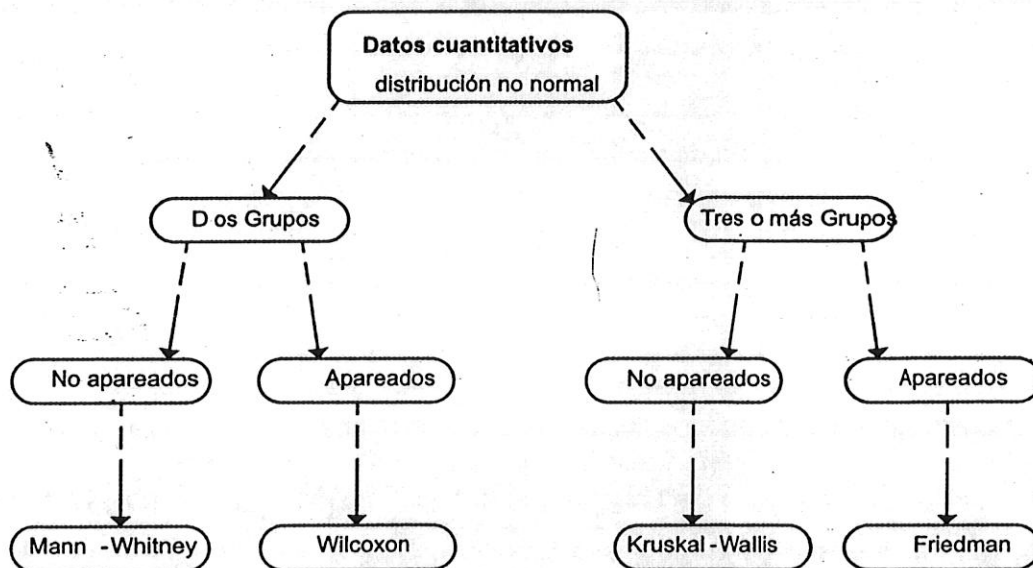 Datos cuantitativos
distribución no normal
D os Grupos
Tres o más Grupos
No apareados
Apareados
No apareados
Apareados
Mann - Whitney
Wilcoxon
Kruskal - Wallis
Friedman